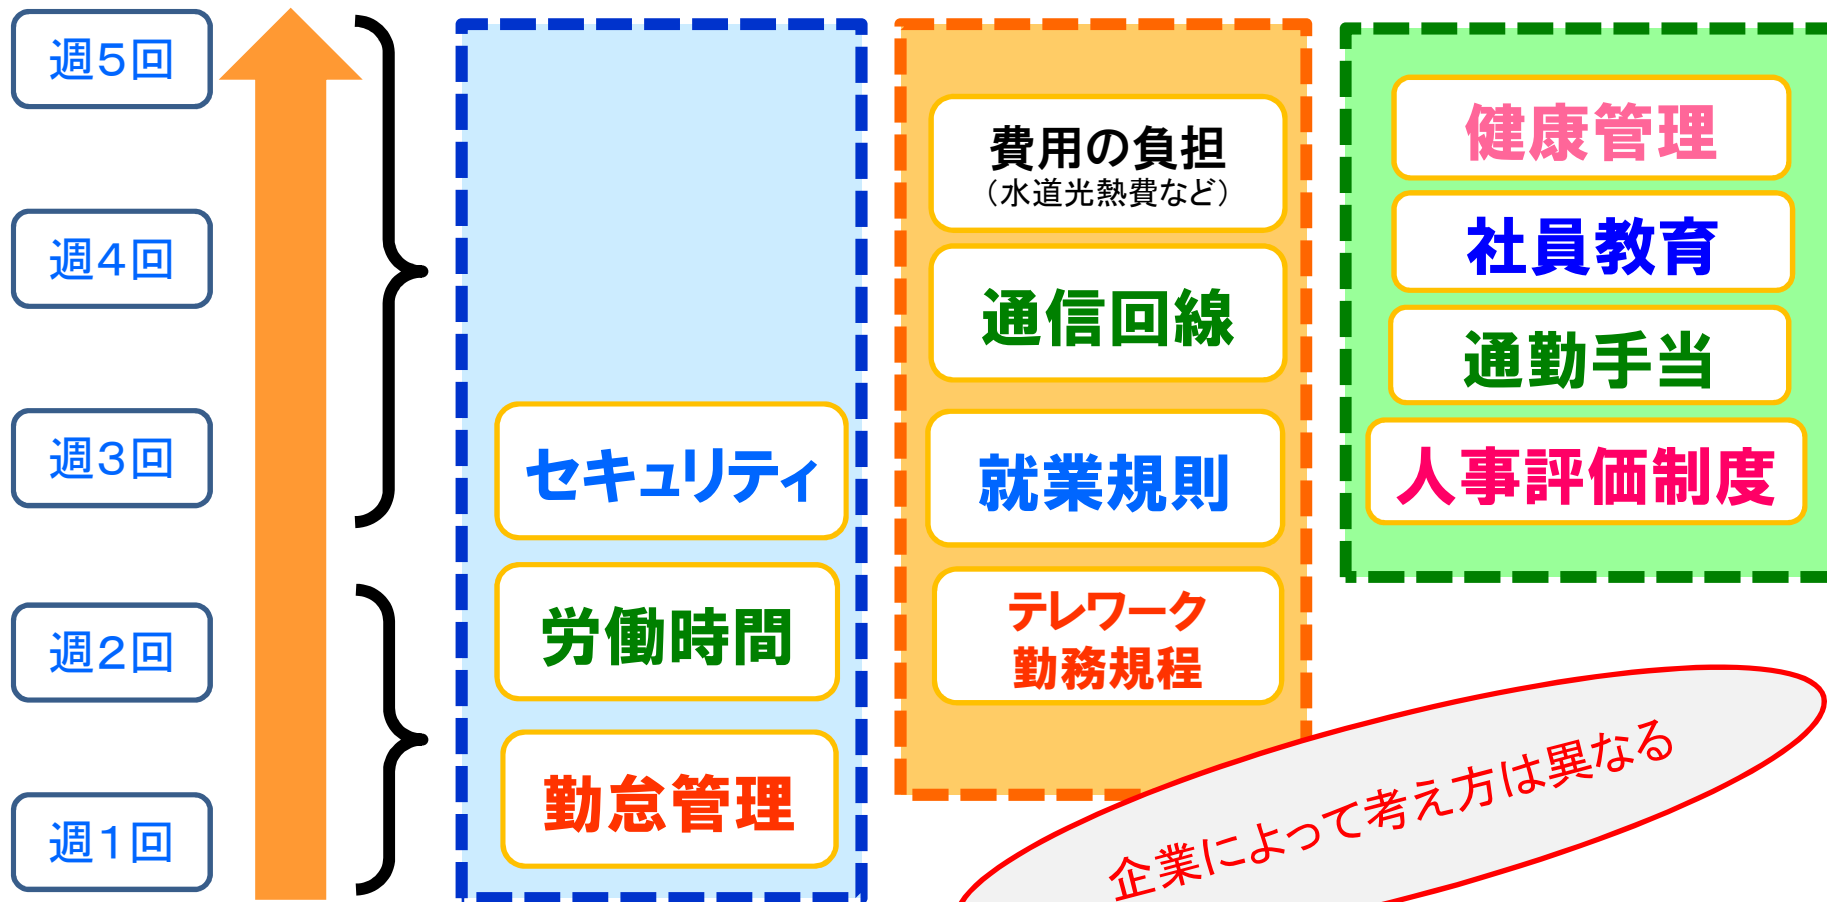 週5回
週4回
週3回
週2回
週1回
セキュリティ
労働時間
勤怠管理
費用の負担
（水道光熱費など）
通信回線
就業規則
テレワーク
勤務規程
健康管理
社員教育
通勤手当
人事評価制度
企業によって考え方は異なる